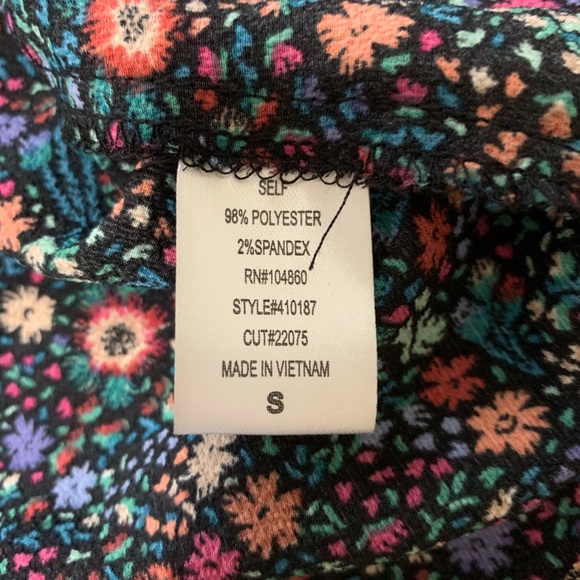 SELF
98% POLYESTER
2%SPANDEX
RN#104860
STYLE#410187
CUT#22075
MADE IN VIETNAM
S